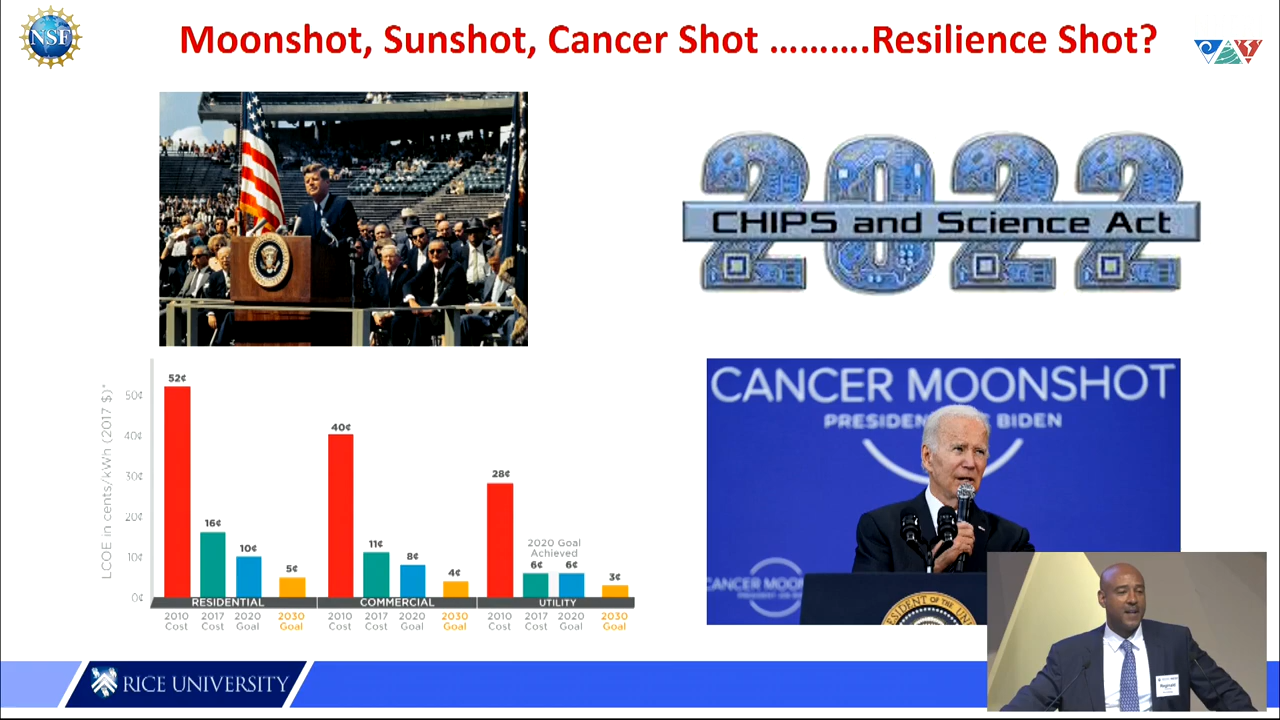 NSF
Moonshot, Sunshot, Cancer Shot ……….Resilience Shot?
2022
CHIPS and Science Act
LCOE in cents/kWh (2017 $)*
50¢
40¢
30¢
20¢
10¢
0¢
52¢
16¢
10¢
5¢
RESIDENTIAL
2010 Cost
2017 Cost
2020 Goal
2030 Goal
40¢
11¢
8¢
4¢
COMMERCIAL
2010 Cost
2017 Cost
2020 Goal
2030 Goal
28¢
2020 Goal
Achieved
6¢
6¢
3¢
UTILITY
2010 Cost
2017 Cost
2020 Goal
2030 Goal
CANCER MOONSHOT
BIDEN
CANCER
RICE UNIVERSITY
Reginald